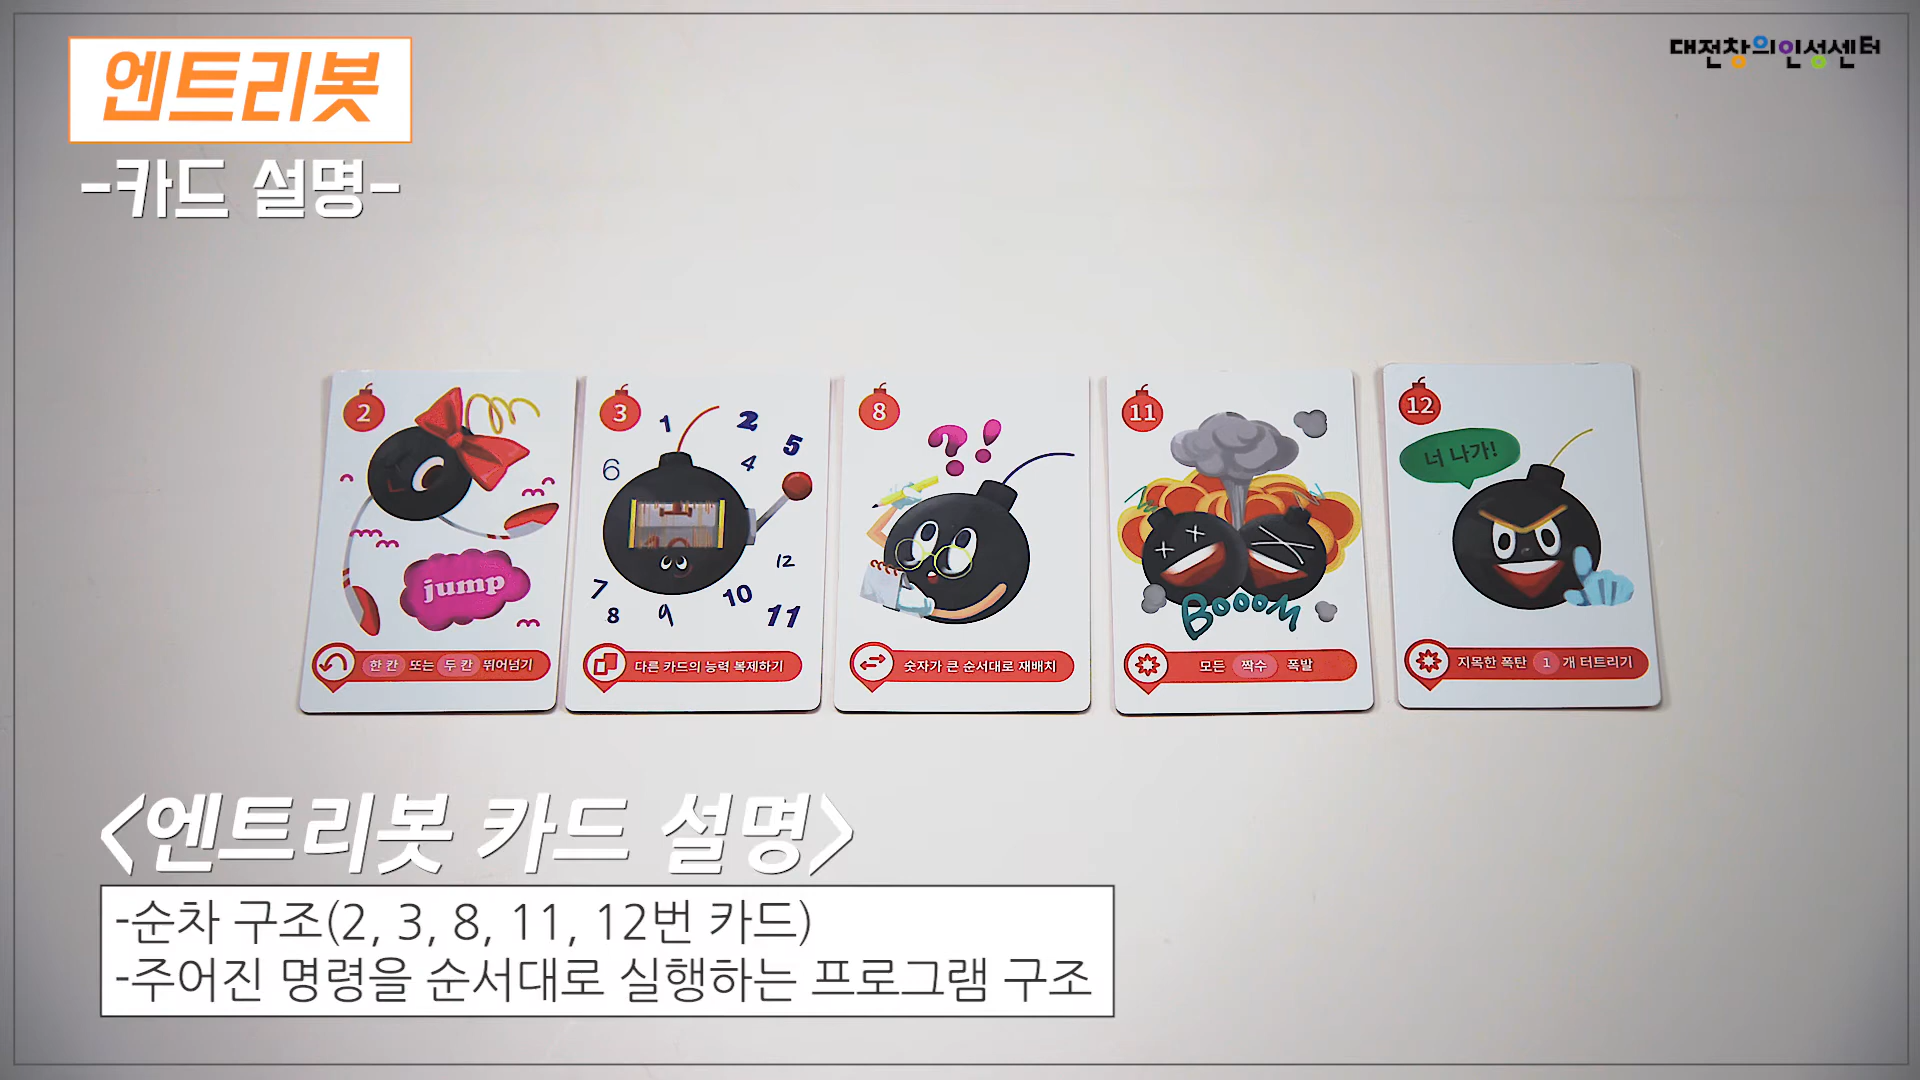 엔트리봇
-카드 설명-
대전창의인성센터
2
jump
한 칸 또는 두 칸 뛰어넘기
3
1 2 5
6 4
12
7 8 9 10 11
다른 카드의 능력 복제하기
8
?!
숫자가 큰 순서대로 재배치
11
BOOOM
모든 짝수 폭발
12
너 나가!
지목한 폭탄 1 개 터트리기
<엔트리봇 카드 설명>
-순차 구조(2, 3, 8, 11, 12번 카드)
-주어진 명령을 순서대로 실행하는 프로그램 구조